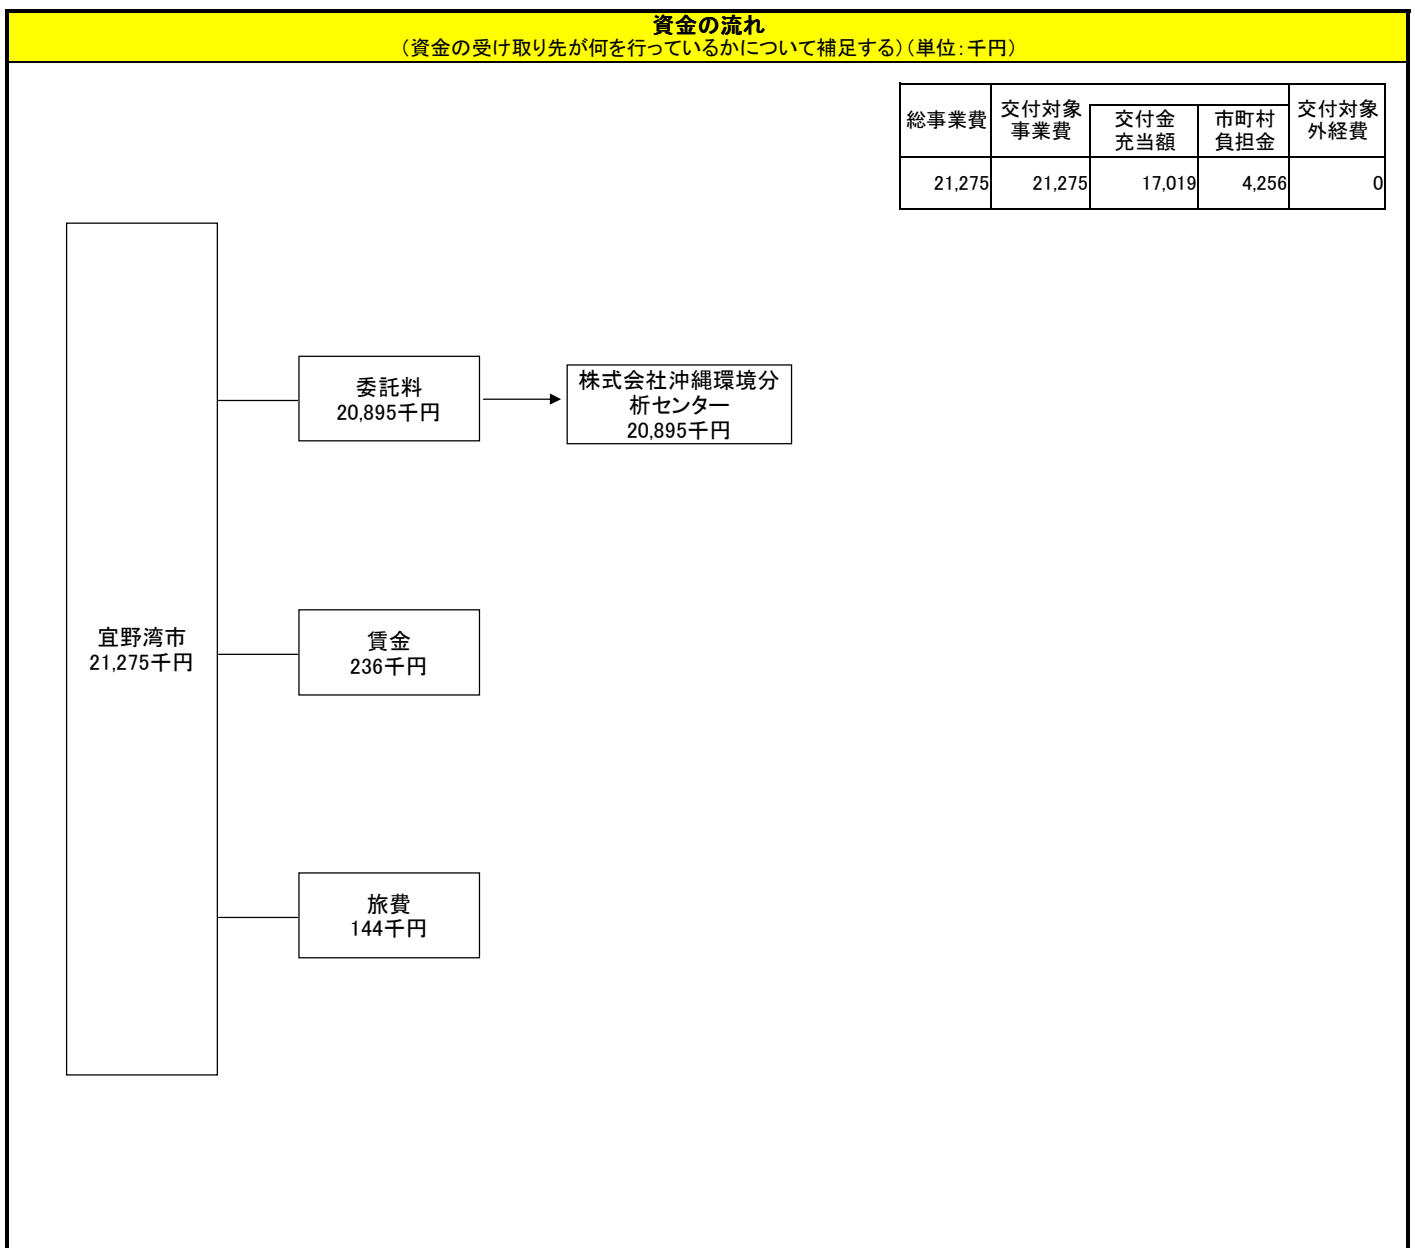 資金の流れ
（資金の受け取り先が何を行っているかについて補足する）（単位：千円）
総事業費
交付対象
事業費
交付金
充当額
市町村
負担金
交付対象
外経費
21,275 21,275 17,019 4,256 0
委託料
20,895千円
株式会社沖縄環境分
析センター
20,895千円
宜野湾市
21,275千円
賃金
236千円
旅費
144千円